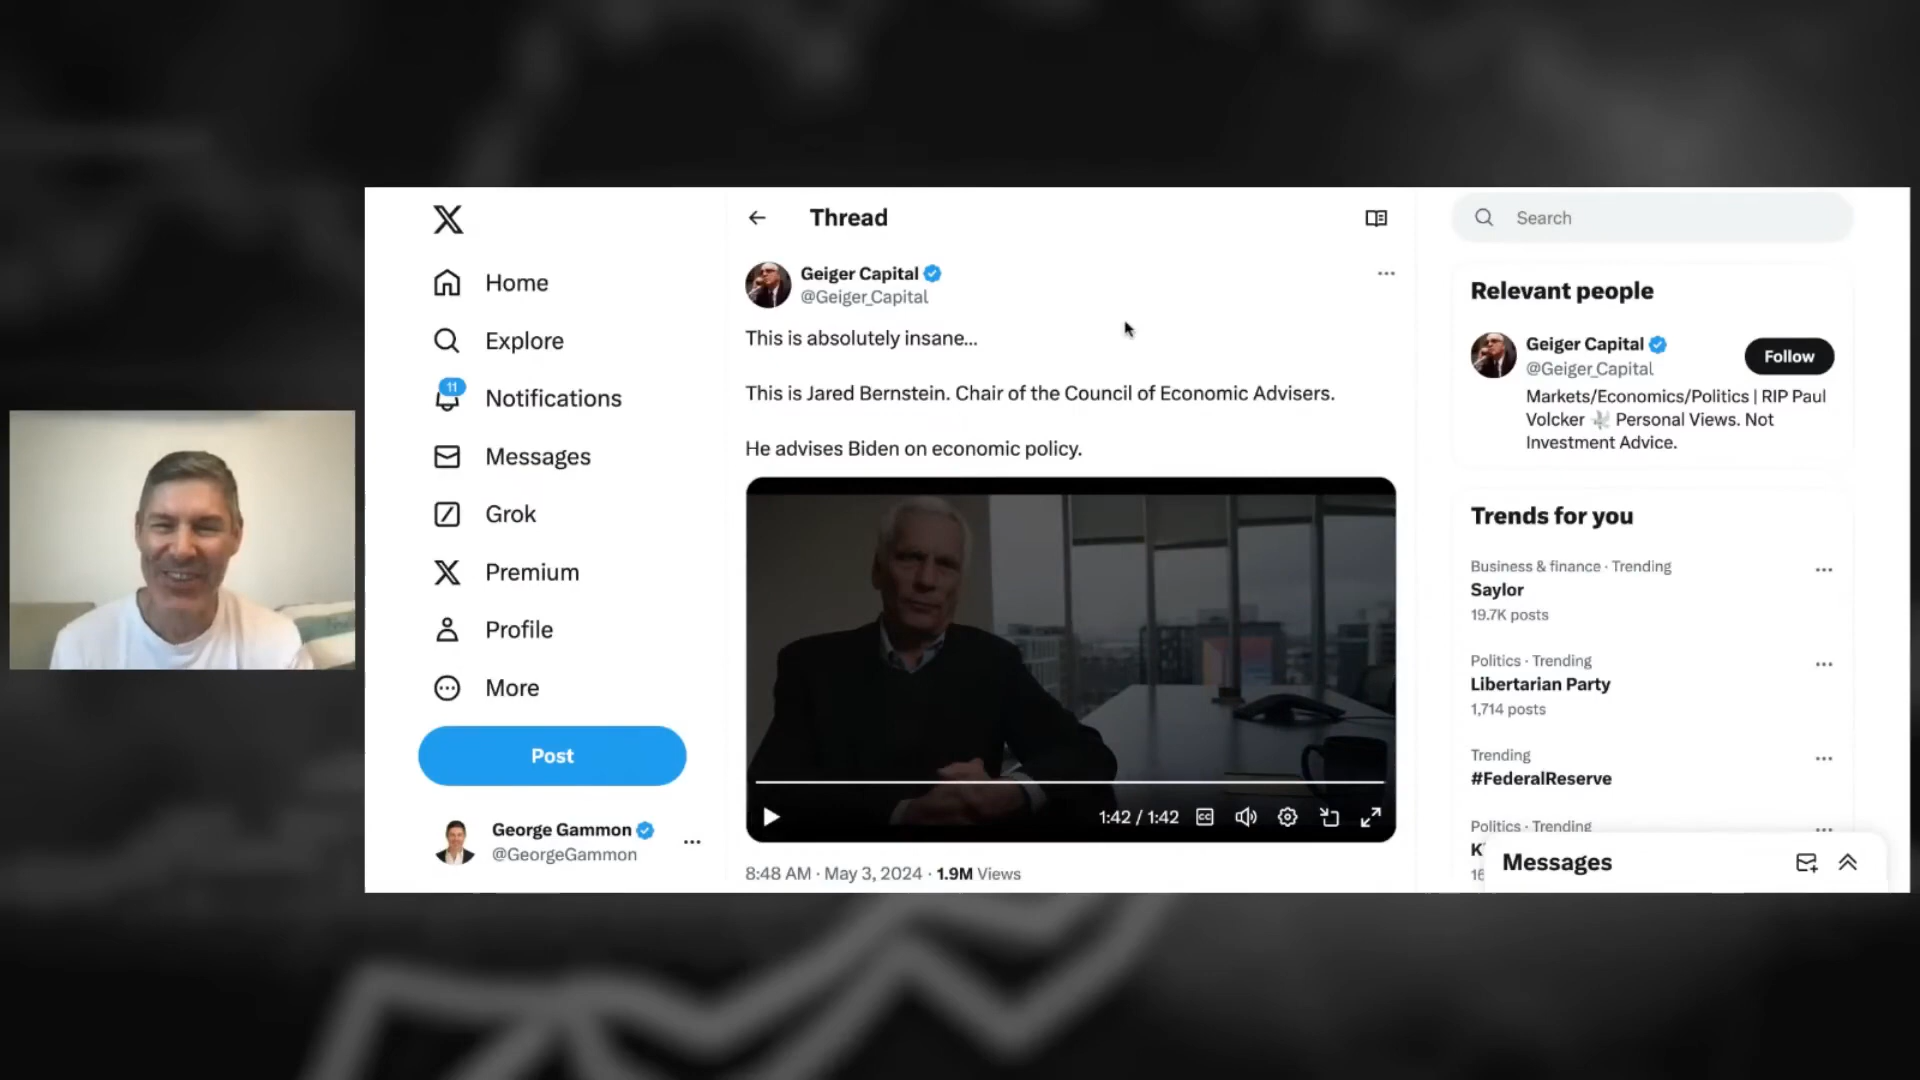 Home
Explore
11
Notifications
Messages
Grok
Premium
Profile
More
Post
George Gammon
@GeorgeGammon
Thread
Geiger Capital
@Geiger_Capital
This is absolutely insane...
This is Jared Bernstein. Chair of the Council of Economic Advisers.
He advises Biden on economic policy.
1:42 / 1:42
CC
8:48 AM · May 3, 2024 · 1.9M Views
Search
Relevant people
Geiger Capital
@Geiger_Capital
Follow
Markets/Economics/Politics | RIP Paul
Volcker 🕊️ Personal Views. Not
Investment Advice.
Trends for you
Business & finance · Trending
Saylor
19.7K posts
Politics · Trending
Libertarian Party
1,714 posts
Trending
#FederalReserve
Politics · Trending
Messages